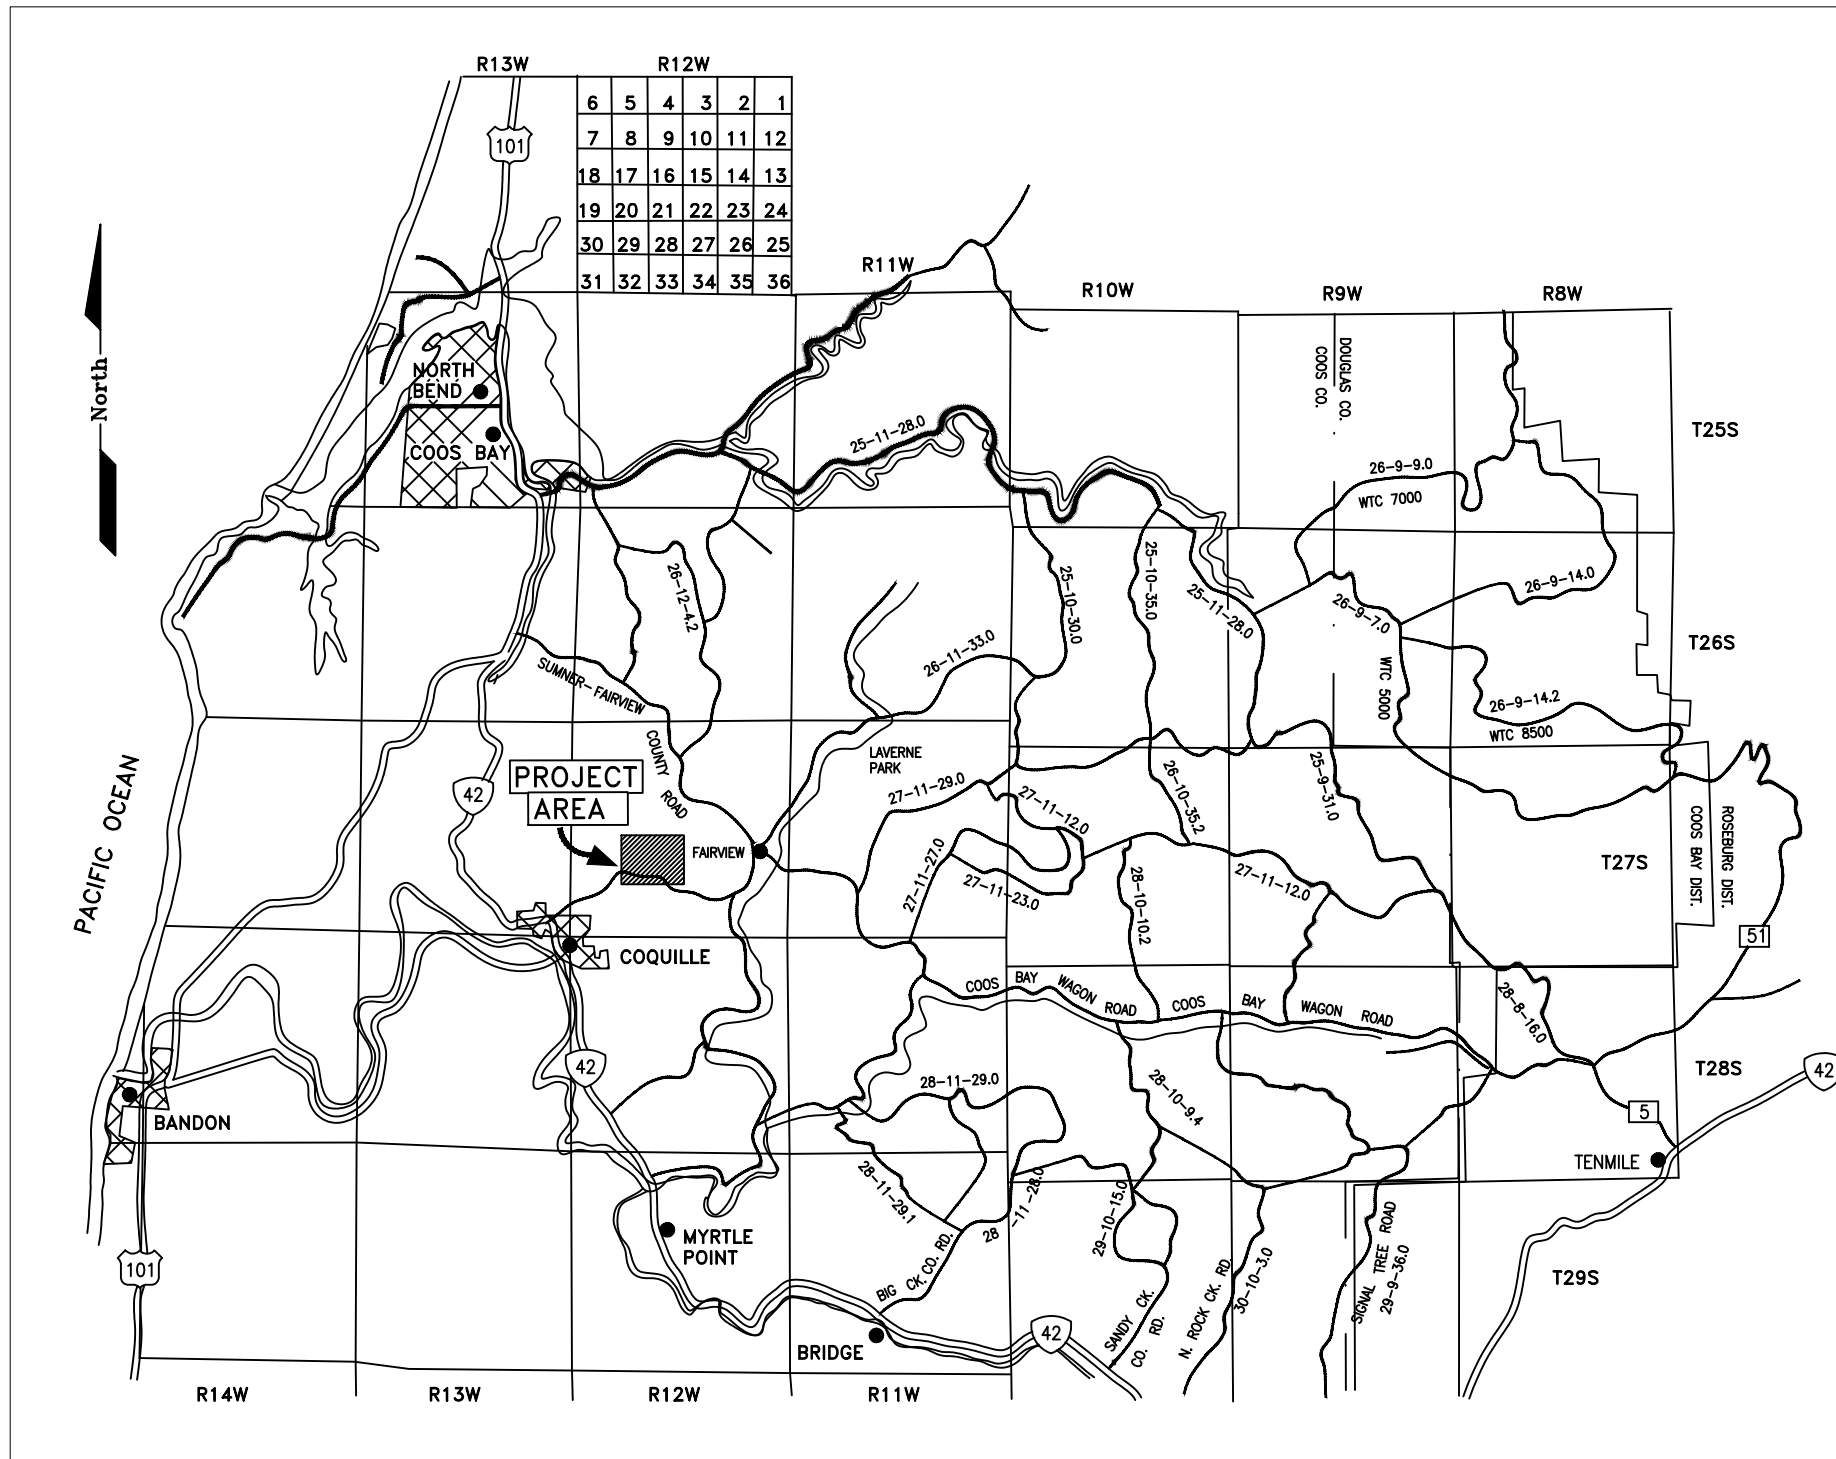 R13W
R12W
6 5 4 3 2 1
7 8 9 10 11 12
18 17 16 15 14 13
19 20 21 22 23 24
30 29 28 27 26 25
31 32 33 34 35 36
101
North
R11W
R10W
R9W
R8W
DOUGLAS CO.
COOS CO.
NORTH
BEND
COOS BAY
25-11-28.0
T25S
26-9-9.0
WTC 7000
26-12-4.2
25-10-30.0
25-10-35.0
25-11-28.0
26-9-14.0
26-9-7.0
T26S
SUMNER-FAIRVIEW
COUNTY
ROAD
26-11-33.0
WTC 5000
26-9-14.2
WTC 8500
PACIFIC OCEAN
LAVERNE
PARK
42
PROJECT
AREA
27-11-29.0
27-11-12.0
26-10-35.2
25-9-31.0
ROSEBURG DIST.
COOS BAY DIST.
FAIRVIEW
27-11-27.0
27-11-23.0
28-10-10.2
27-11-12.0
T27S
51
COQUILLE
COOS BAY WAGON ROAD COOS BAY WAGON ROAD
28-8-16.0
42
28-11-29.0
28-10-9.4
T28S
42
5
BANDON
TENMILE
28-11-29.1
28
-11-28.0
29-10-15.0
MYRTLE
POINT
101
BIG CK. CO. RD.
SANDY CK.
CO. RD.
N. ROCK CK. RD.
30-10-3.0
SIGNAL TREE ROAD
29-9-36.0
T29S
42
BRIDGE
R14W
R13W
R12W
R11W